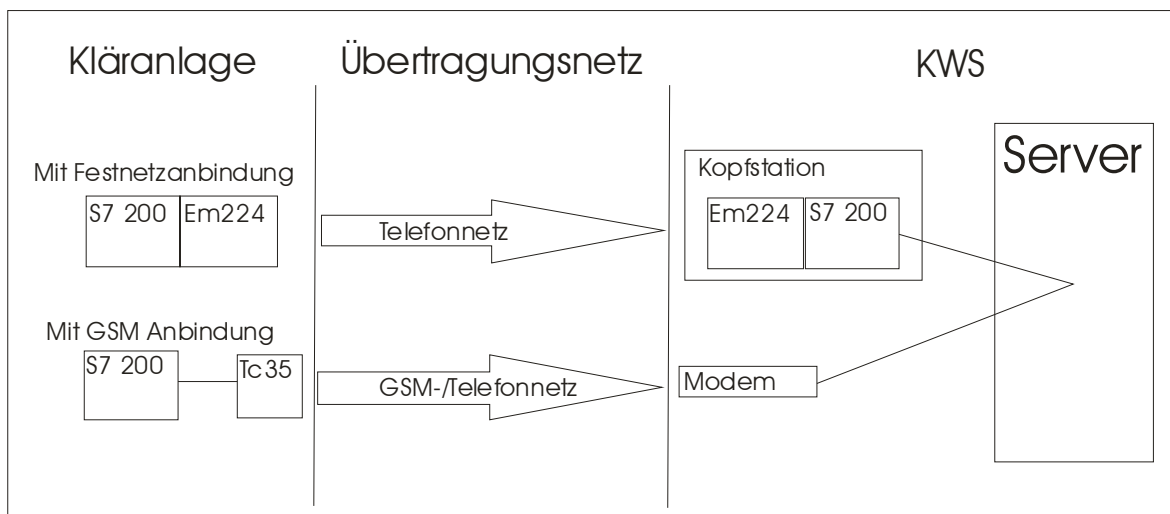 Kläranlage
Übertragungsnetz
KWS
Mit Festnetzanbindung
S7 200
Em224
Telefonnetz
Kopfstation
Em224
S7 200
Server
Mit GSM Anbindung
S7 200
Tc35
GSM-/Telefonnetz
Modem